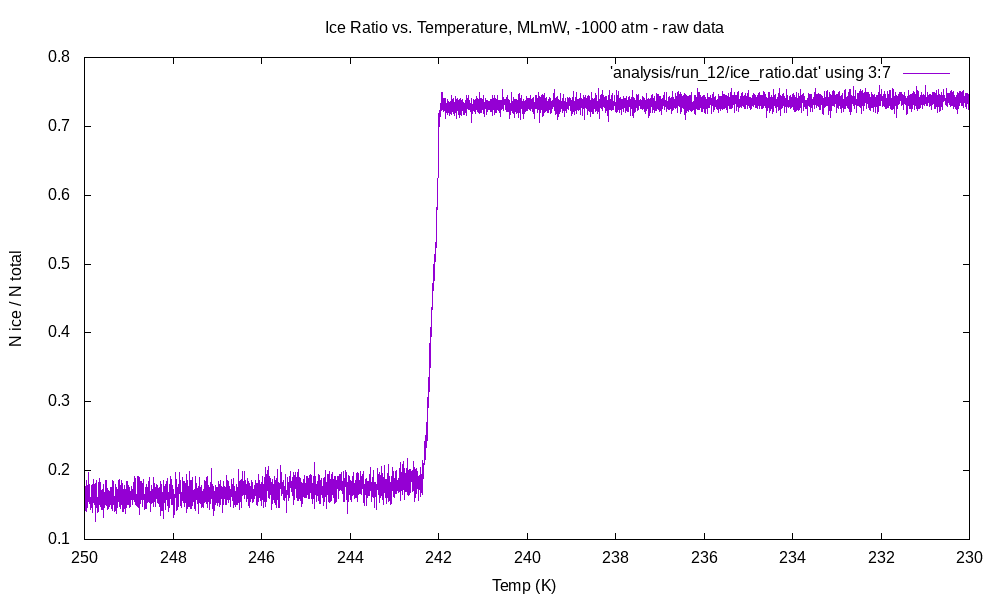 Ice Ratio vs. Temperature, MLmW, -1000 atm - raw data
'analysis/run_12/ice_ratio.dat' using 3:7
N ice / N total
0.8
0.7
0.6
0.5
0.4
0.3
0.2
0.1
250 248 246 244 242 240 238 236 234 232 230
Temp (K)